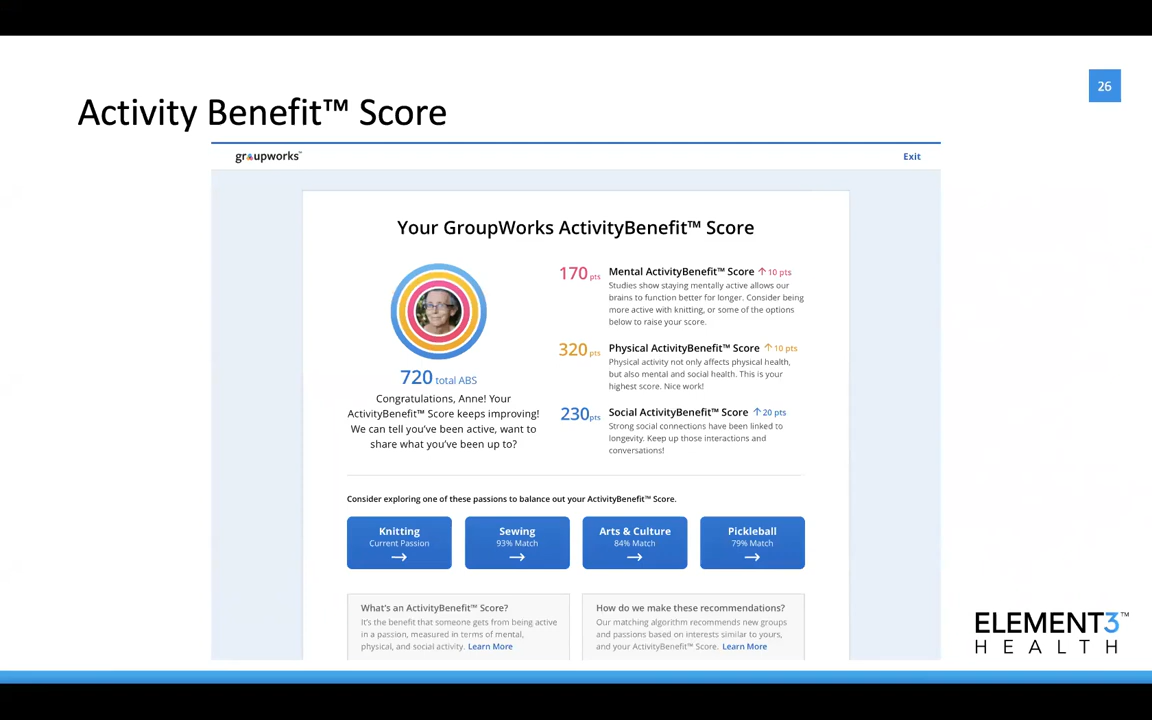 26
Activity Benefit™ Score
groupworks™
Exit
Your GroupWorks ActivityBenefit™ Score
720 total ABS
Congratulations, Anne! Your
ActivityBenefit™ Score keeps improving!
We can tell you've been active, want to
share what you've been up to?
170 pts
Mental ActivityBenefit™ Score ↑ 10 pts
Studies show staying mentally active allows our
brains to function better for longer. Consider being
more active with knitting, or some of the options
below to raise your score.
320 pts
Physical ActivityBenefit™ Score ↑ 10 pts
Physical activity not only affects physical health,
but also mental and social health. This is your
highest score. Nice work!
230 pts
Social ActivityBenefit™ Score ↑ 20 pts
Strong social connections have been linked to
longevity. Keep up those interactions and
conversations!
Consider exploring one of these passions to balance out your ActivityBenefit™ Score.
Knitting
Current Passion
→
Sewing
93% Match
→
Arts & Culture
84% Match
→
Pickleball
79% Match
→
What's an ActivityBenefit™ Score?
It's the benefit that someone gets from being active
in a passion, measured in terms of mental,
physical, and social activity. Learn More
How do we make these recommendations?
Our matching algorithm recommends new groups
and passions based on interests similar to yours,
and your ActivityBenefit™ Score. Learn More
ELEMENT3™
HEALTH